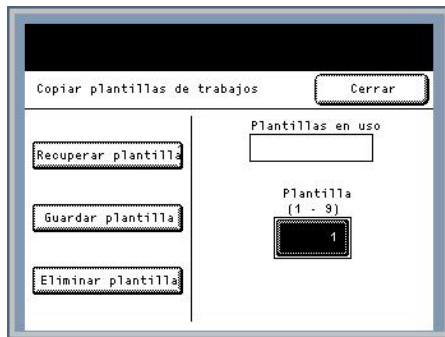 Copiar plantillas de trabajos
Cerrar
Recuperar plantilla
Guardar plantilla
Eliminar plantilla
Plantillas en uso
Plantilla
(1 - 9)
1